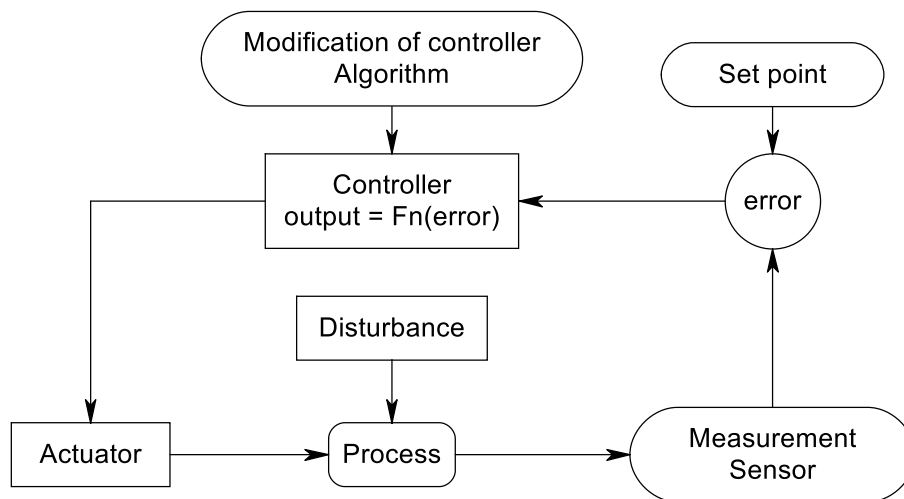 Modification of controller
Algorithm
Set point
Controller
output = Fn(error)
error
Disturbance
Actuator
Process
Measurement
Sensor